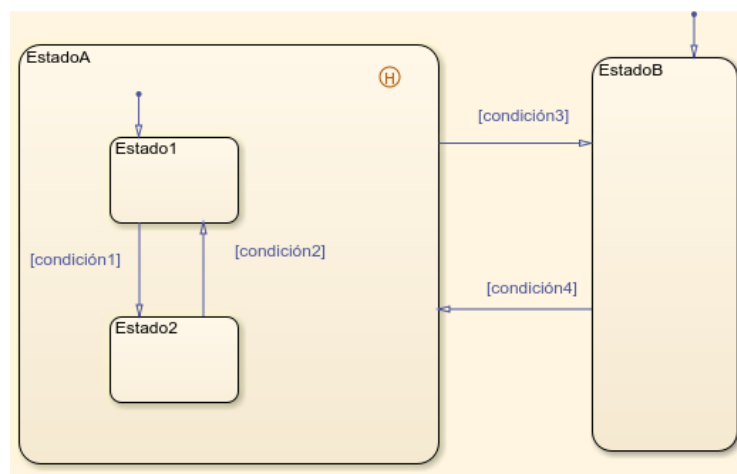 EstadoA
H
EstadoB
[condición3]
Estado1
[condición1]
[condición2]
[condición4]
Estado2